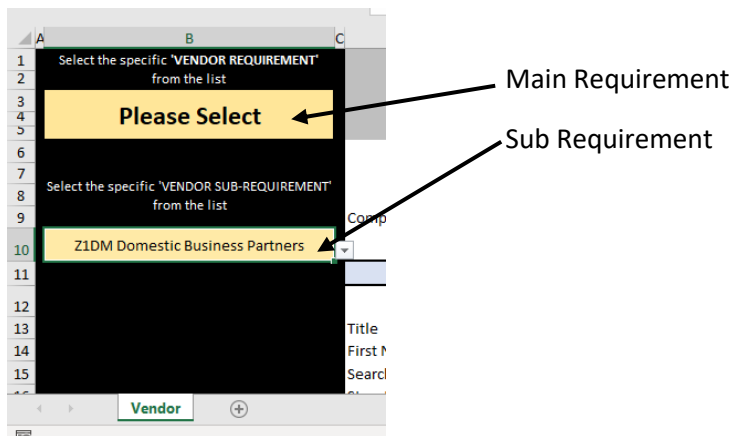 A B C
1 Select the specific 'VENDOR REQUIREMENT'
2 from the list
3
4 Please Select
5
6
7
Select the specific 'VENDOR SUB-REQUIREMENT'
8
from the list
9 Comp
10 Z1DM Domestic Business Partners
11
12
13 Title
14 First N
15 Searc
Vendor
Main Requirement
Sub Requirement